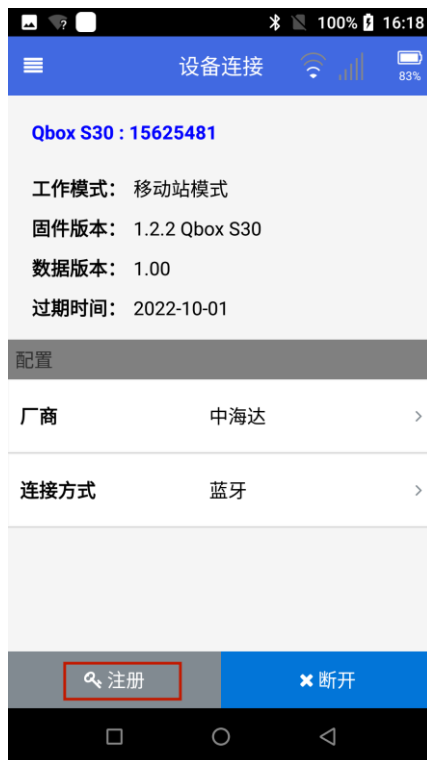 100% 16:18
设备连接
83%
Qbox S30 : 15625481
工作模式： 移动站模式
固件版本： 1.2.2 Qbox S30
数据版本： 1.00
过期时间： 2022-10-01
配置
厂商 中海达
连接方式 蓝牙
注册 断开